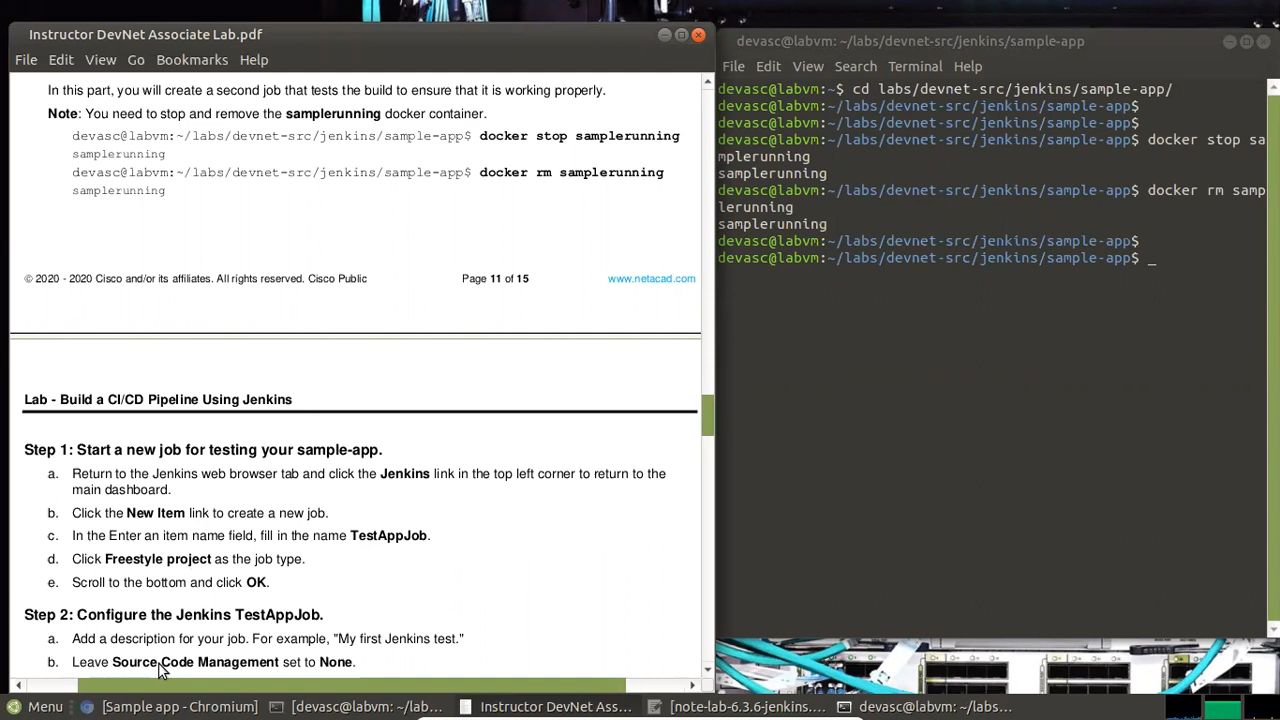 Instructor DevNet Associate Lab.pdf
File Edit View Go Bookmarks Help
In this part, you will create a second job that tests the build to ensure that it is working properly.
Note: You need to stop and remove the samplerunning docker container.
devasc@labvm:~/labs/devnet-src/jenkins/sample-app$ docker stop samplerunning
samplerunning
devasc@labvm:~/labs/devnet-src/jenkins/sample-app$ docker rm samplerunning
samplerunning
© 2020 - 2020 Cisco and/or its affiliates. All rights reserved. Cisco Public Page 11 of 15 www.netacad.com
Lab - Build a CI/CD Pipeline Using Jenkins
Step 1: Start a new job for testing your sample-app.
a. Return to the Jenkins web browser tab and click the Jenkins link in the top left corner to return to the
main dashboard.
b. Click the New Item link to create a new job.
c. In the Enter an item name field, fill in the name TestAppJob.
d. Click Freestyle project as the job type.
e. Scroll to the bottom and click OK.
Step 2: Configure the Jenkins TestAppJob.
a. Add a description for your job. For example, "My first Jenkins test."
b. Leave Source Code Management set to None.
devasc@labvm: ~/labs/devnet-src/jenkins/sample-app
File Edit View Search Terminal Help
devasc@labvm:~$ cd labs/devnet-src/jenkins/sample-app/
devasc@labvm:~/labs/devnet-src/jenkins/sample-app$
devasc@labvm:~/labs/devnet-src/jenkins/sample-app$
devasc@labvm:~/labs/devnet-src/jenkins/sample-app$ docker stop sa
mplerunning
samplerunning
devasc@labvm:~/labs/devnet-src/jenkins/sample-app$ docker rm samp
lerunning
samplerunning
devasc@labvm:~/labs/devnet-src/jenkins/sample-app$
devasc@labvm:~/labs/devnet-src/jenkins/sample-app$ _
Menu [Sample app - Chromium] [devasc@labvm: ~/lab... Instructor DevNet Asso... [note-lab-6.3.6-jenkins.... devasc@labvm: ~/labs...